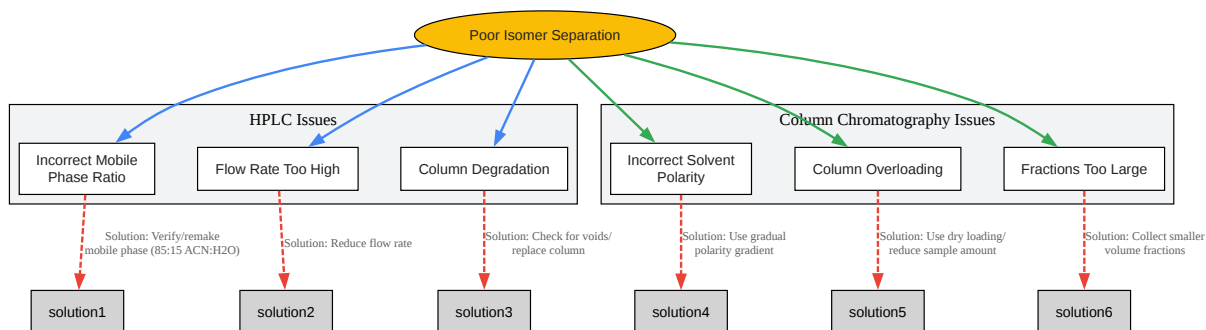 Poor Isomer Separation
HPLC Issues
Column Chromatography Issues
Incorrect Mobile
Phase Ratio
Flow Rate Too High
Column Degradation
Incorrect Solvent
Polarity
Column Overloading
Fractions Too Large
Solution: Verify/remake
mobile phase (85:15 ACN:H2O)
Solution: Reduce flow rate
Solution: Check for voids/
replace column
Solution: Use gradual
polarity gradient
Solution: Use dry loading/
reduce sample amount
Solution: Collect smaller
volume fractions
solution1
solution2
solution3
solution4
solution5
solution6